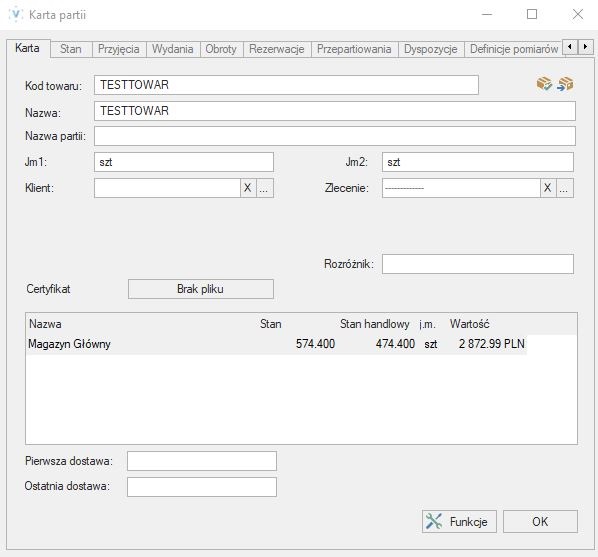 Karta partii
Karta Stan Przyjęcia Wydania Obroty Rezerwacje Przepartiowania Dyspozycje Definicje pomiarów
Kod towaru: TESTTOWAR
Nazwa: TESTTOWAR
Nazwa partii:
Jm1: szt Jm2: szt
Klient: X ... Zlecenie: ------------- X ...
Rozróżnik:
Certyfikat Brak pliku
Nazwa Stan Stan handlowy j.m. Wartość
Magazyn Główny 574.400 474.400 szt 2 872.99 PLN
Pierwsza dostawa:
Ostatnia dostawa:
Funkcje OK